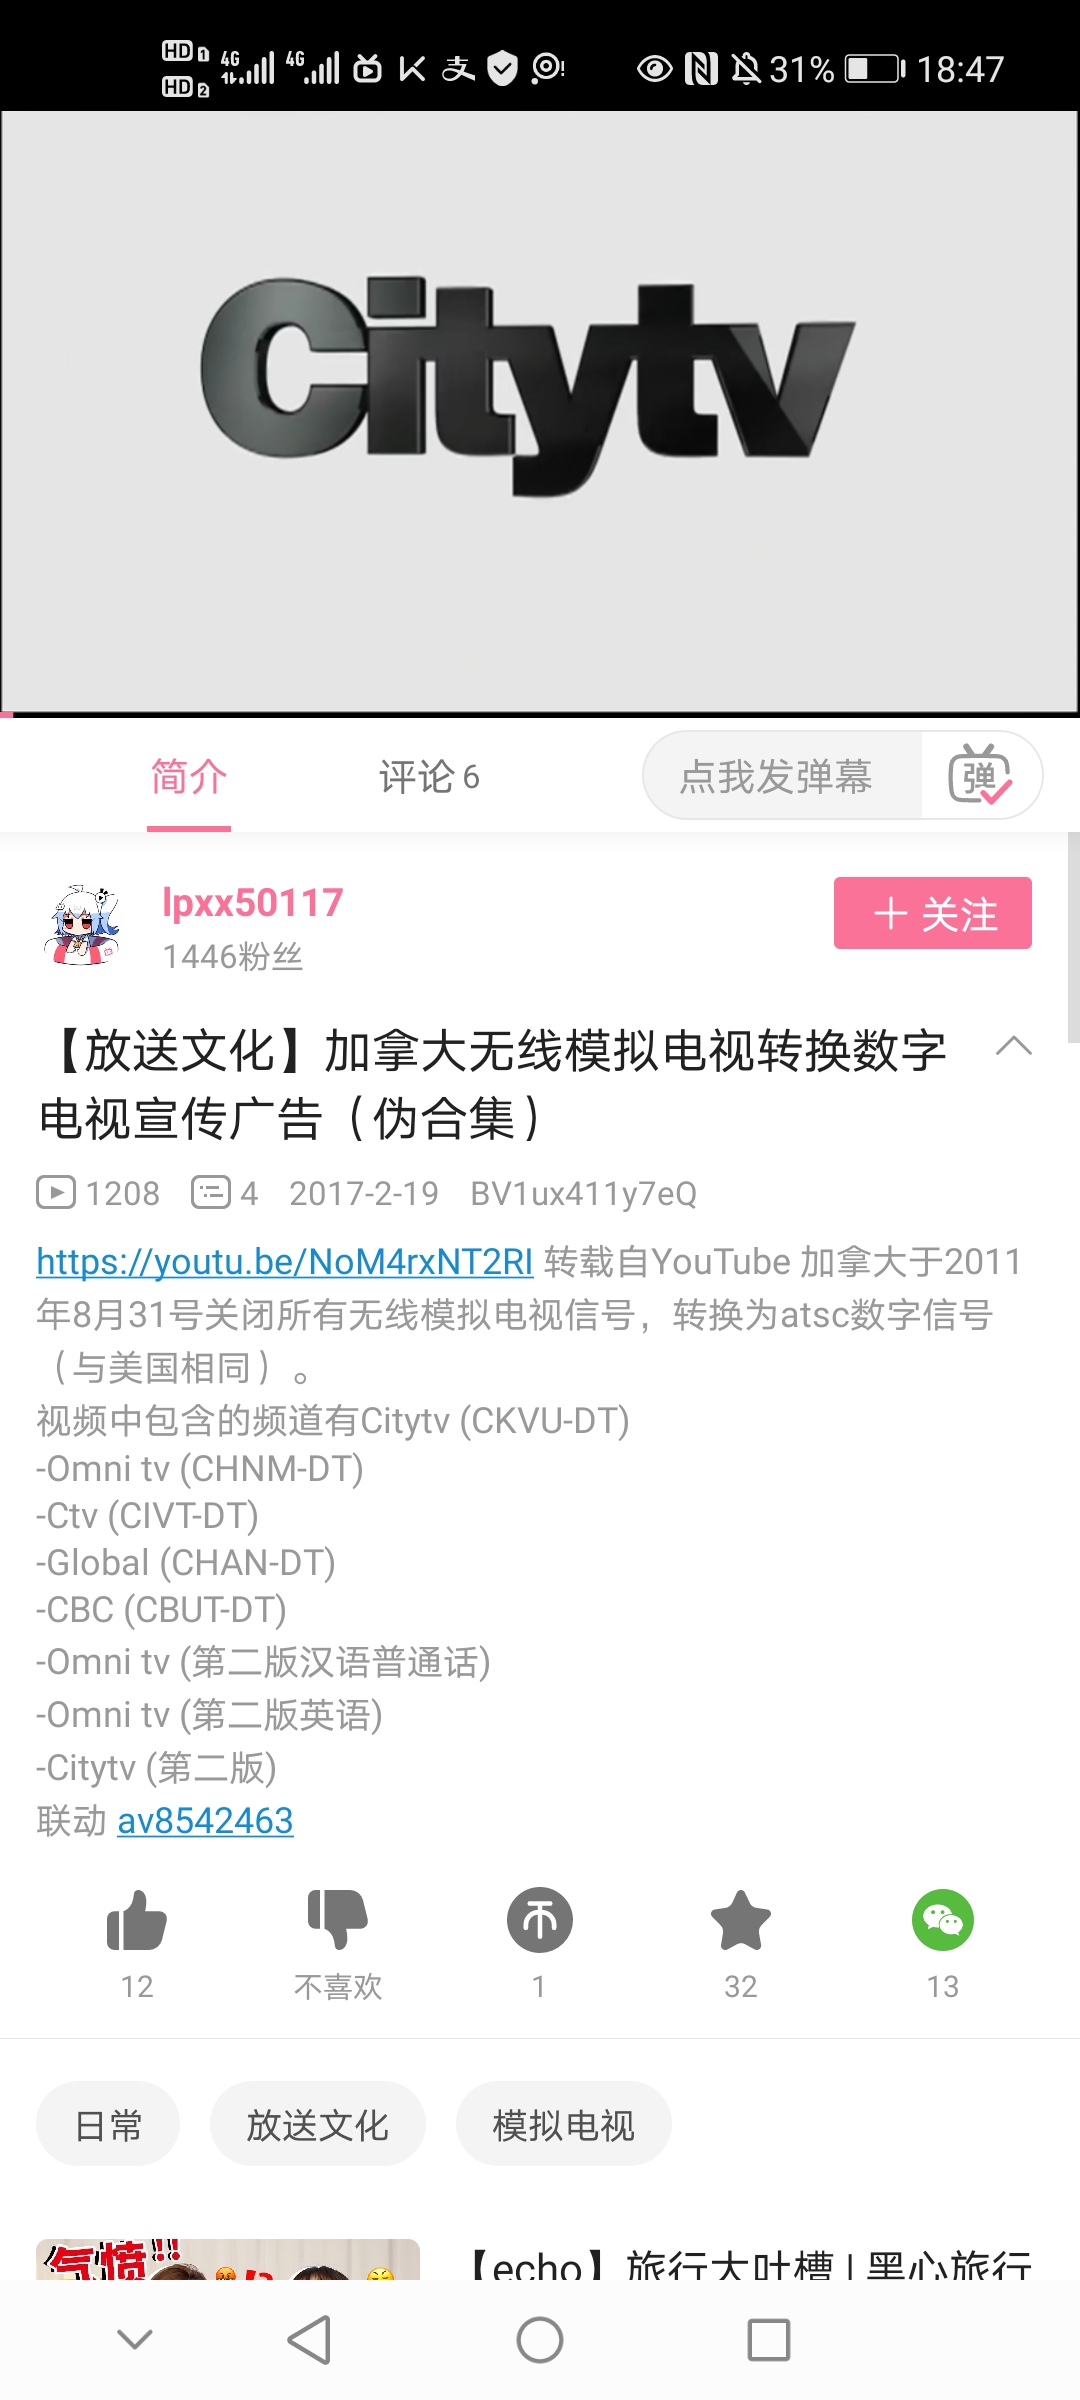 HD 1 4G 4G 31% 18:47
HD 2
Citytv
简介 评论 6 点我发弹幕 弹
lpxx50117
1446粉丝
＋ 关注
【放送文化】加拿大无线模拟电视转换数字
电视宣传广告（伪合集）
1208 4 2017-2-19 BV1ux411y7eQ
https://youtu.be/NoM4rxNT2RI 转载自YouTube 加拿大于2011
年8月31号关闭所有无线模拟电视信号，转换为atsc数字信号
（与美国相同）。
视频中包含的频道有Citytv (CKVU-DT)
-Omni tv (CHNM-DT)
-Ctv (CIVT-DT)
-Global (CHAN-DT)
-CBC (CBUT-DT)
-Omni tv (第二版汉语普通话)
-Omni tv (第二版英语)
-Citytv (第二版)
联动 av8542463
12 不喜欢 1 32 13
日常 放送文化 模拟电视
气愤!!
【echo】旅行大吐槽 | 黑心旅行